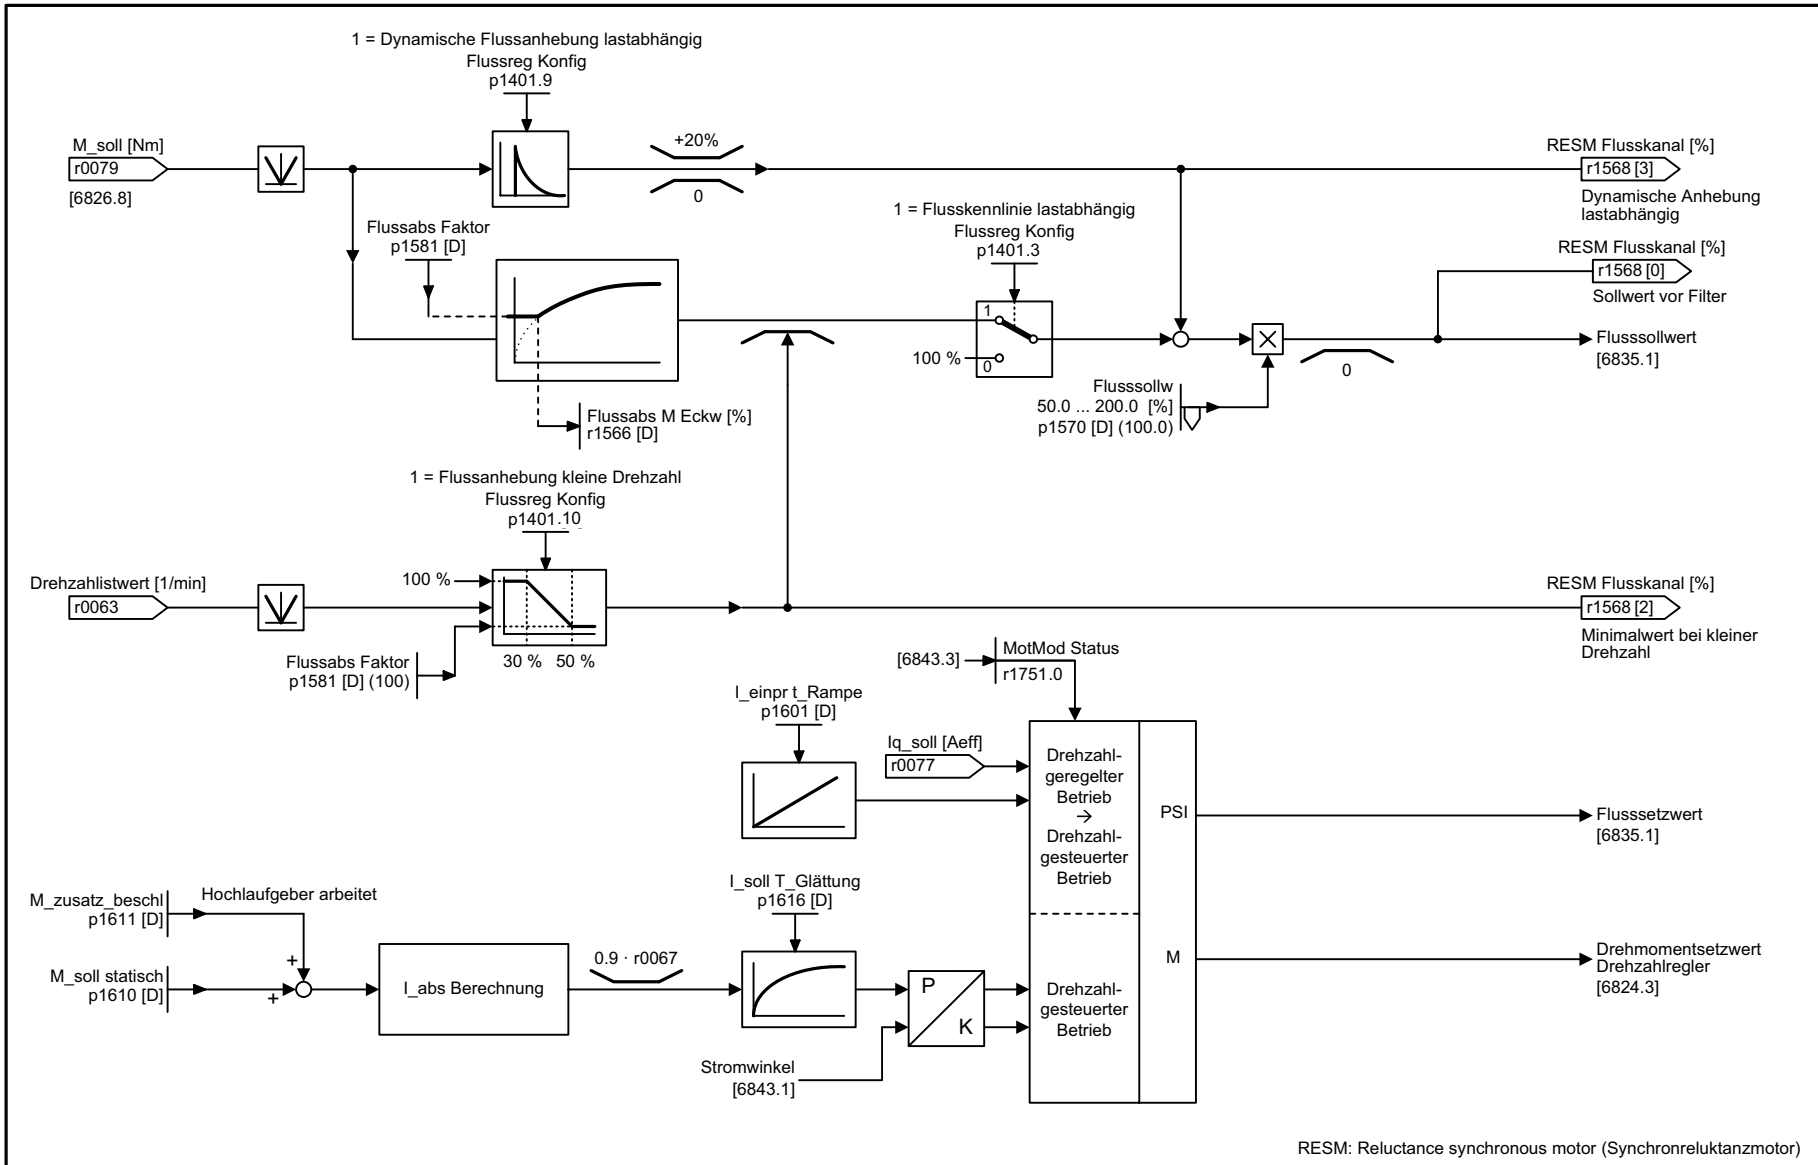 1 = Dynamische Flussanhebung lastabhängig
Flussreg Konfig
p1401.9
M_soll [Nm]
r0079
[6826.8]
+20%
0
RESM Flusskanal [%]
r1568 [3]
Dynamische Anhebung
lastabhängig
Flussabs Faktor
p1581 [D]
1 = Flusskennlinie lastabhängig
Flussreg Konfig
p1401.3
RESM Flusskanal [%]
r1568 [0]
Sollwert vor Filter
1
100 %
0
0
Flusssollwert
[6835.1]
Flusssollw
50.0 ... 200.0 [%]
p1570 [D] (100.0)
Flussabs M Eckw [%]
r1566 [D]
1 = Flussanhebung kleine Drehzahl
Flussreg Konfig
p1401.10
Drehzahlistwert [1/min]
r0063
100 %
30 % 50 %
Flussabs Faktor
p1581 [D] (100)
RESM Flusskanal [%]
r1568 [2]
Minimalwert bei kleiner
Drehzahl
[6843.3]
MotMod Status
r1751.0
I_einpr t_Rampe
p1601 [D]
Iq_soll [Aeff]
r0077
Drehzahl-
geregelter
Betrieb
→
Drehzahl-
gesteuerter
Betrieb
PSI
Flusssetzwert
[6835.1]
M_zusatz_beschl
p1611 [D]
Hochlaufgeber arbeitet
+
M_soll statisch
p1610 [D]
+
I_abs Berechnung
0.9 · r0067
I_soll T_Glättung
p1616 [D]
P
K
Stromwinkel
[6843.1]
Drehzahl-
gesteuerter
Betrieb
M
Drehmomentsetzwert
Drehzahlregler
[6824.3]
RESM: Reluctance synchronous motor (Synchronreluktanzmotor)